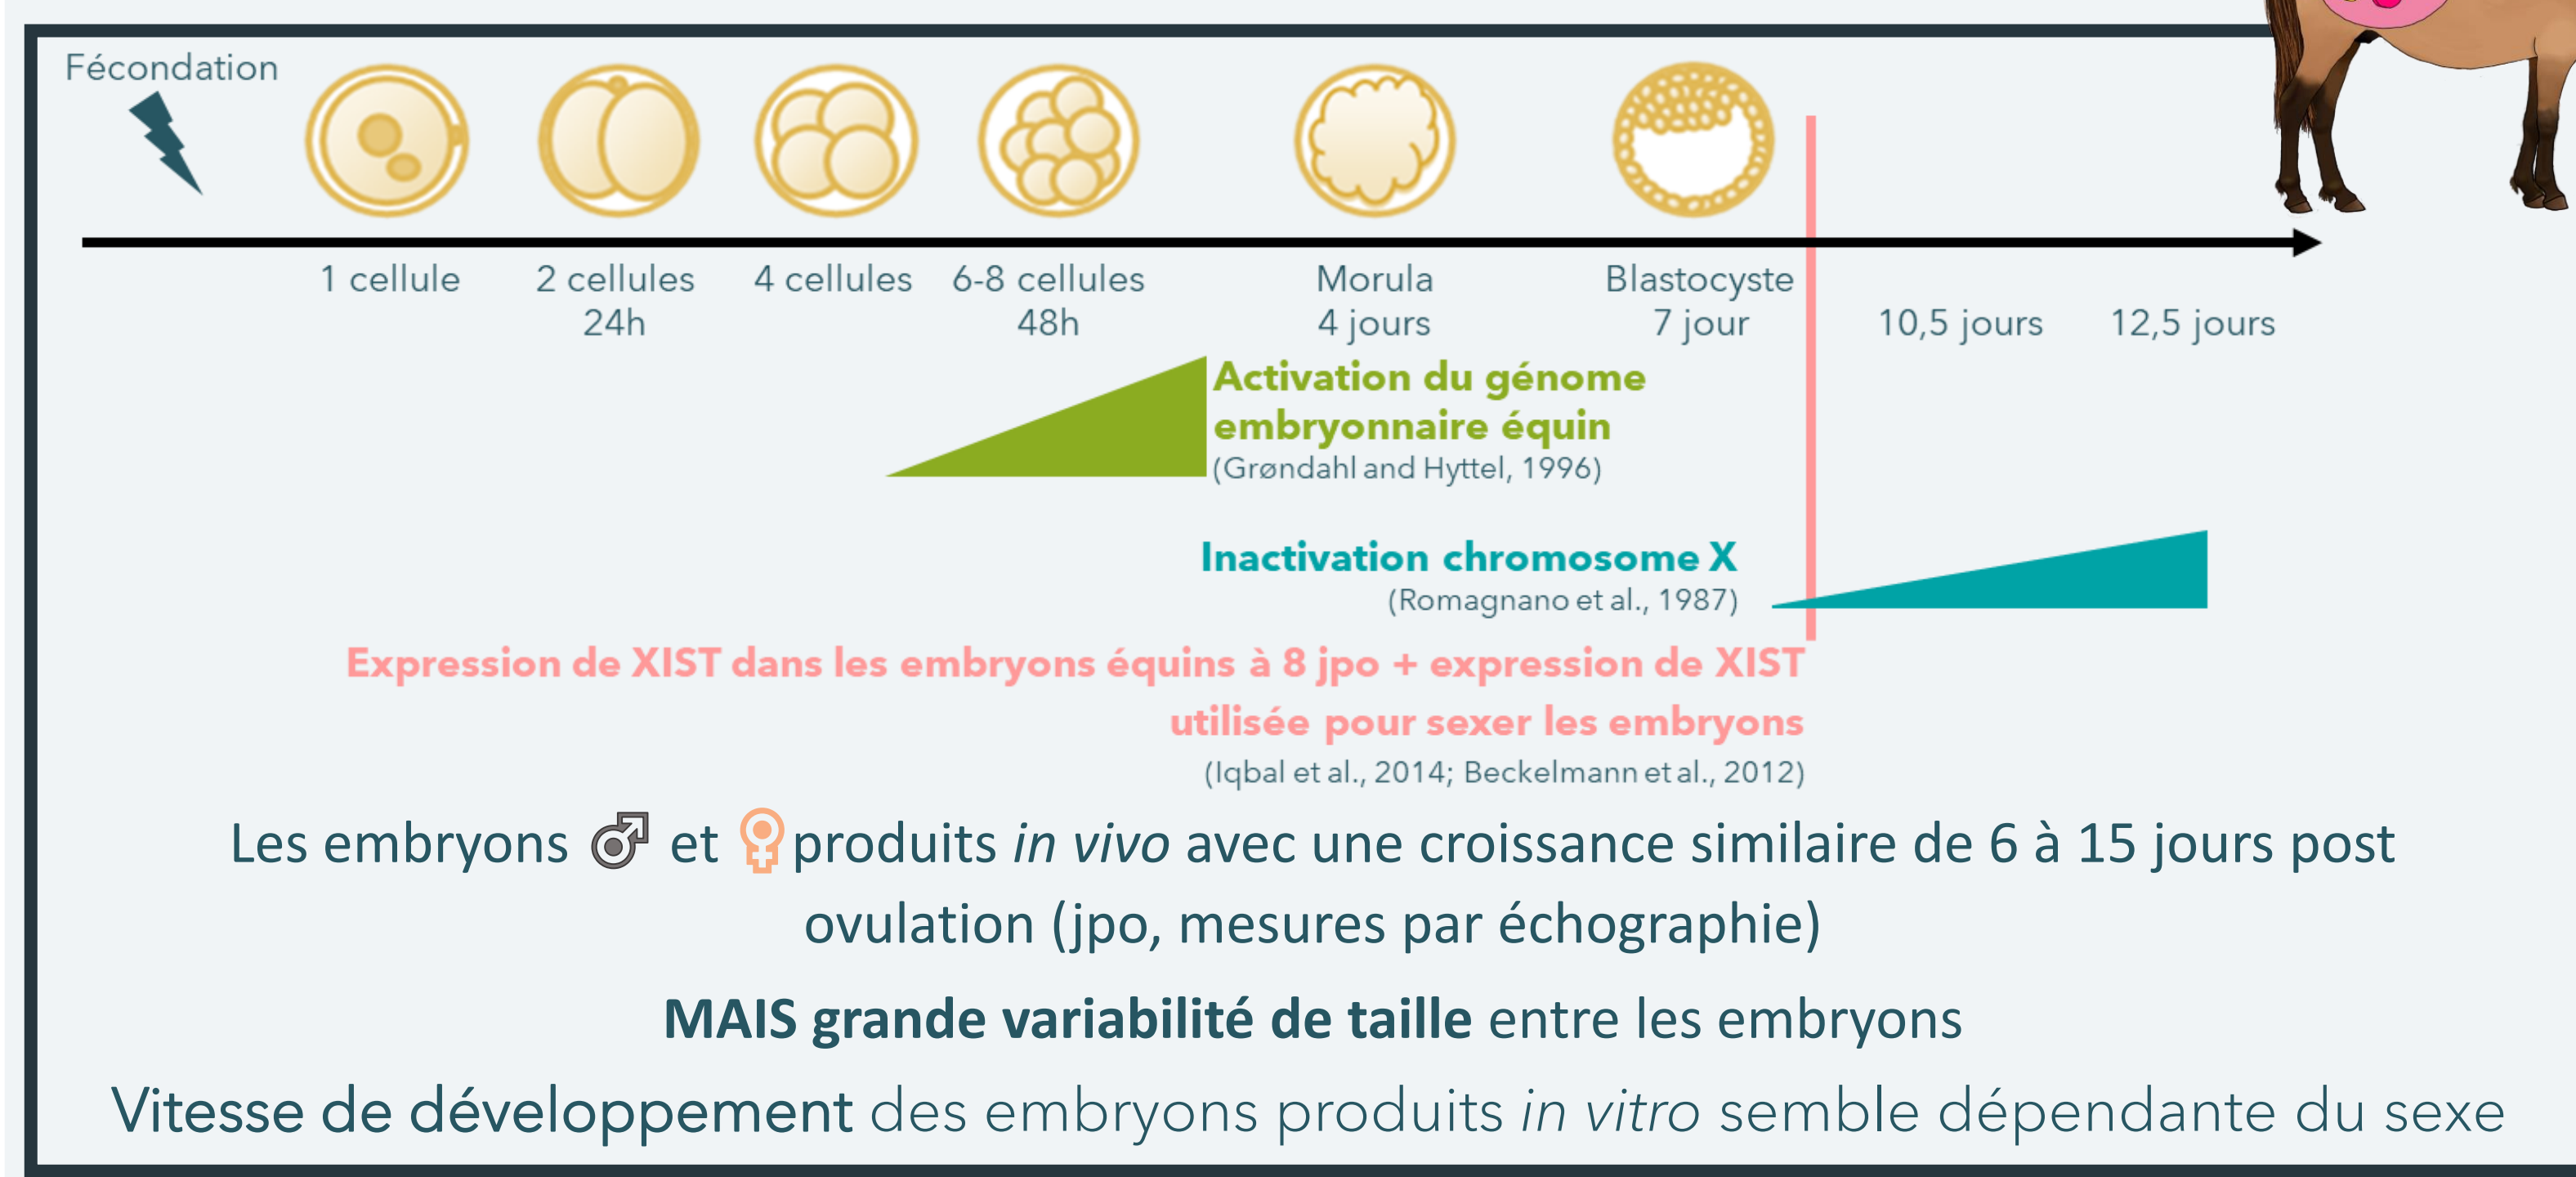 Fécondation
1 cellule
2 cellules
24h
4 cellules
6-8 cellules
48h
Morula
4 jours
Blastocyste
7 jour
10,5 jours
12,5 jours
Activation du génome
embryonnaire équin
(Grøndahl and Hyttel, 1996)
Inactivation chromosome X
(Romagnano et al., 1987)
Expression de XIST dans les embryons équins à 8 jpo + expression de XIST
utilisée pour sexer les embryons
(Iqbal et al., 2014; Beckelmann et al., 2012)
Les embryons ♂ et ♀ produits in vivo avec une croissance similaire de 6 à 15 jours post
ovulation (jpo, mesures par échographie)
MAIS grande variabilité de taille entre les embryons
Vitesse de développement des embryons produits in vitro semble dépendante du sexe